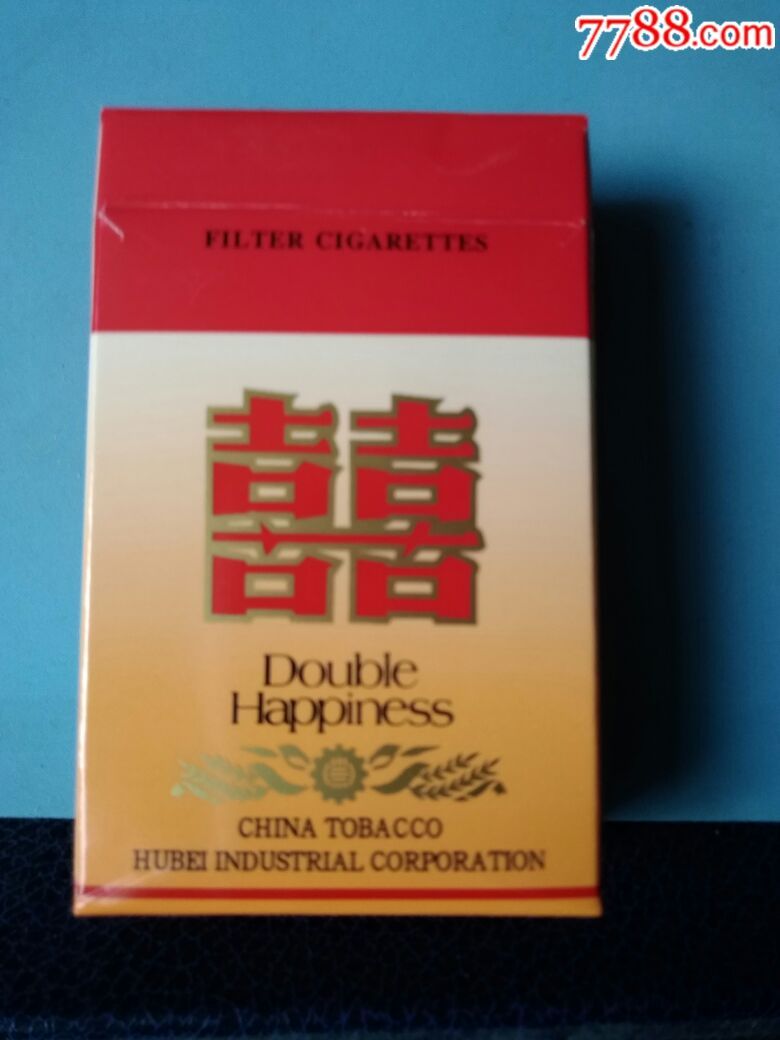 7788.com
FILTER CIGARETTES
囍
Double
Happiness
CHINA TOBACCO
HUBEI INDUSTRIAL CORPORATION